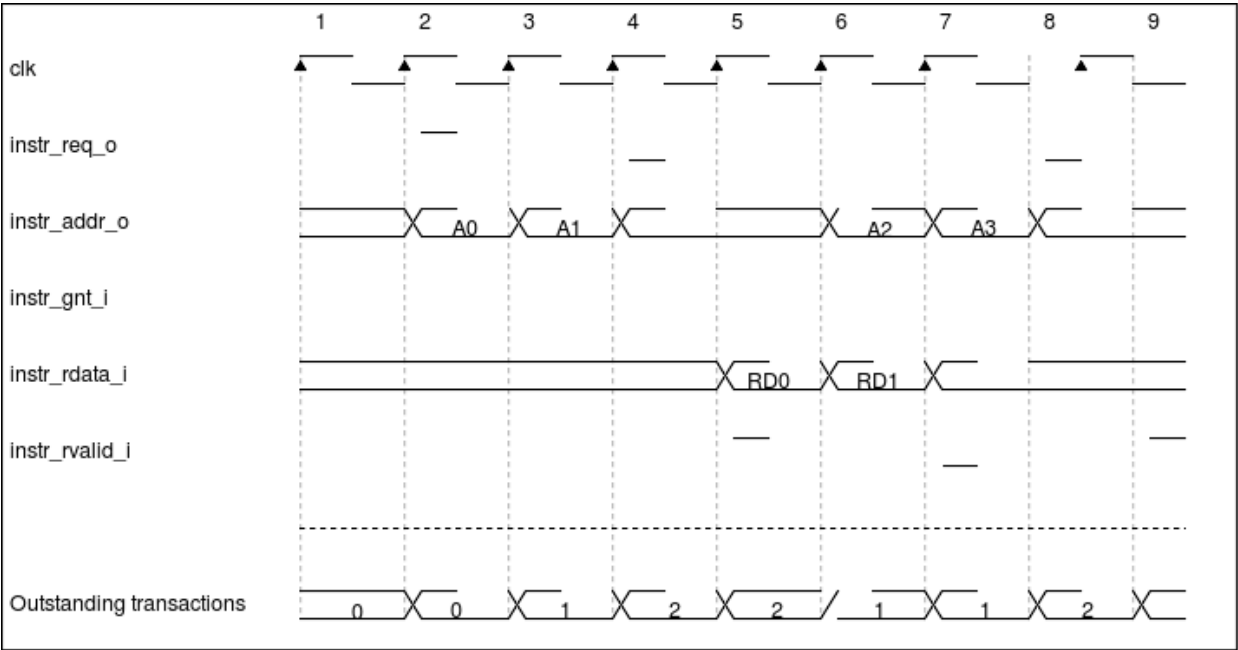 1 2 3 4 5 6 7 8 9
clk
instr_req_o
instr_addr_o A0 A1 A2 A3
instr_gnt_i
instr_rdata_i RD0 RD1
instr_rvalid_i
Outstanding transactions 0 0 1 2 2 1 1 2